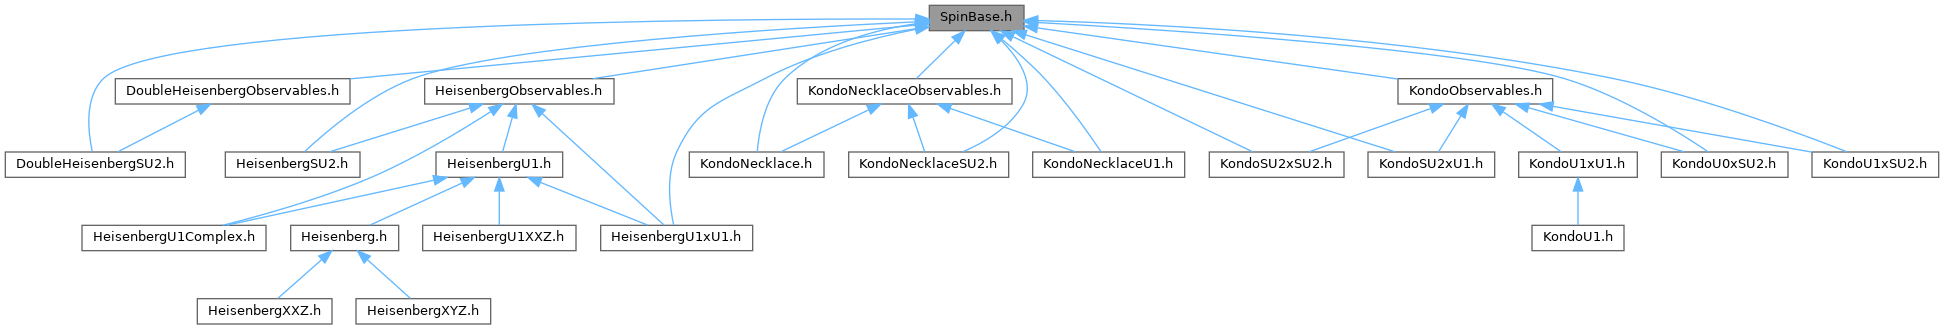 SpinBase.h
DoubleHeisenbergObservables.h
HeisenbergObservables.h
KondoNecklaceObservables.h
KondoObservables.h
DoubleHeisenbergSU2.h
HeisenbergSU2.h
HeisenbergU1.h
KondoNecklace.h
KondoNecklaceSU2.h
KondoNecklaceU1.h
KondoSU2xSU2.h
KondoSU2xU1.h
KondoU1xU1.h
KondoU0xSU2.h
KondoU1xSU2.h
HeisenbergU1Complex.h
Heisenberg.h
HeisenbergU1XXZ.h
HeisenbergU1xU1.h
KondoU1.h
HeisenbergXXZ.h
HeisenbergXYZ.h